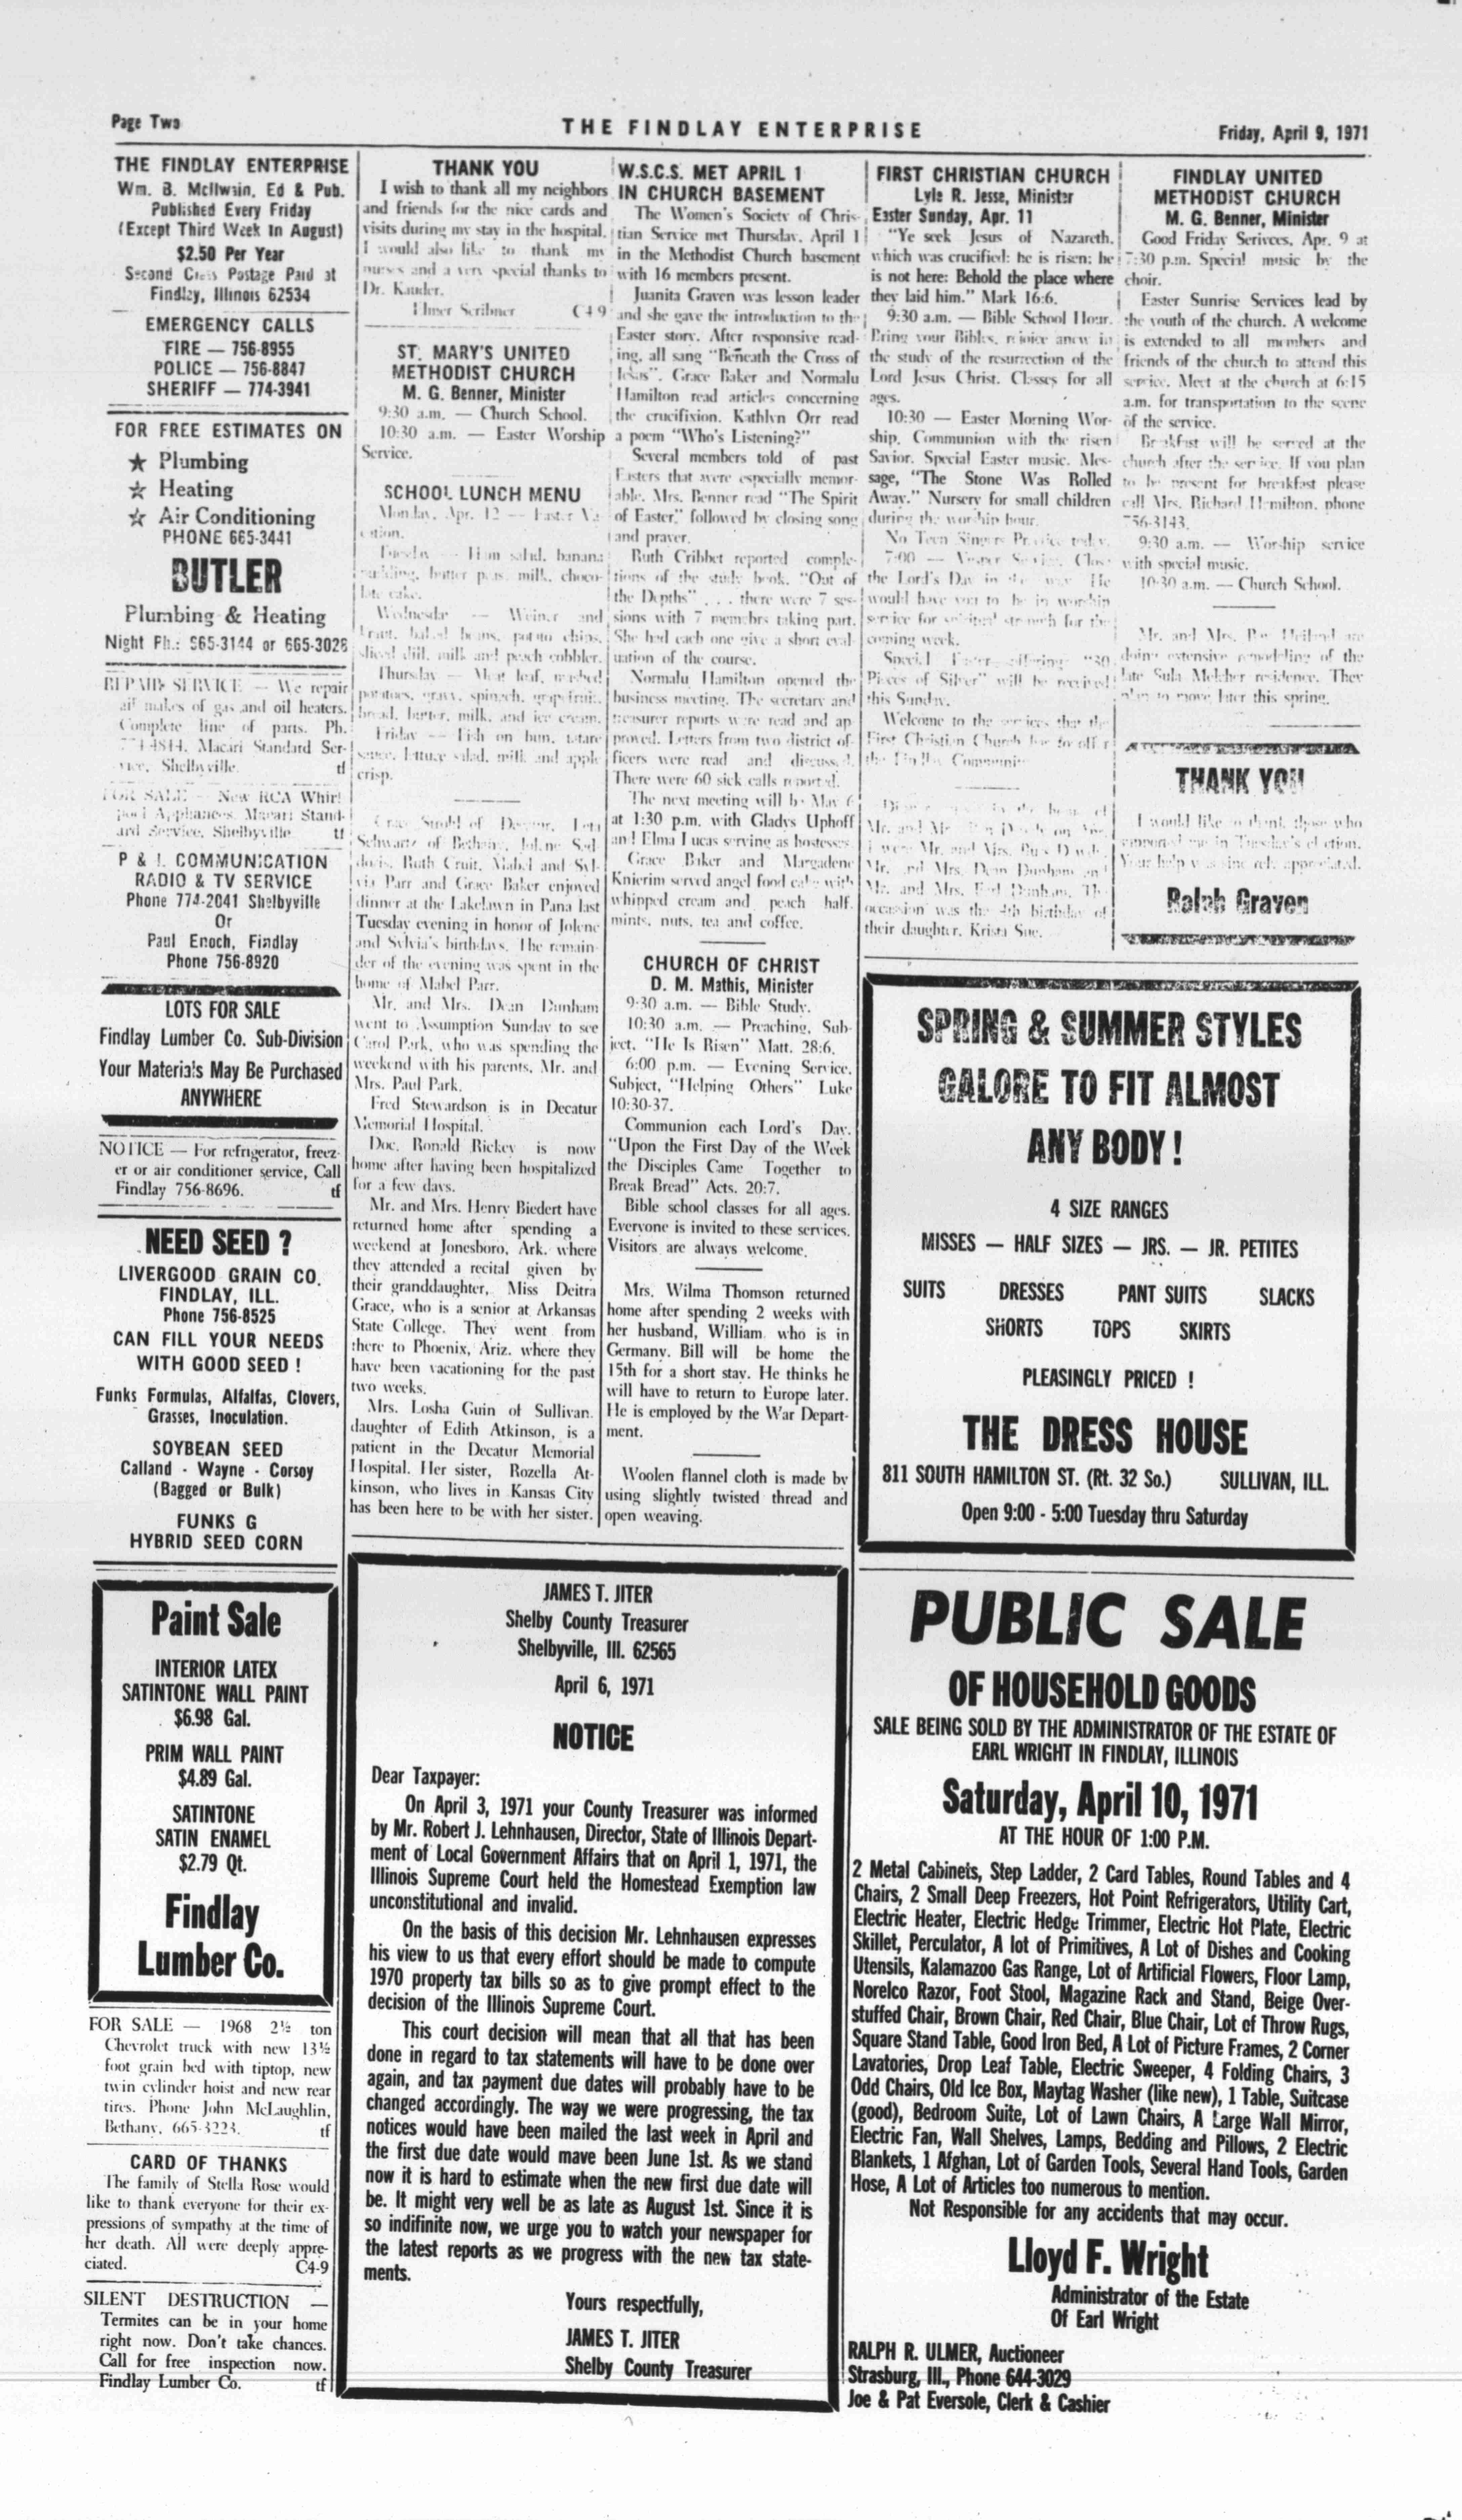 Page Two
THE FINDLAY ENTERPRISE
Friday, April 9, 1971
THE FINDLAY ENTERPRISE
Wm. B. McIlwain, Ed & Pub.
Published Every Friday
(Except Third Week In August)
$2.50 Per Year
Second Class Postage Paid at
Findlay, Illinois 62534
EMERGENCY CALLS
FIRE — 756-8955
POLICE — 756-8847
SHERIFF — 774-3941
FOR FREE ESTIMATES ON
★ Plumbing
☆ Heating
☆ Air Conditioning
PHONE 665-3441
BUTLER
Plumbing & Heating
Night Ph.: 665-3144 or 665-3028
REPAIR SERVICE — We repair
all makes of gas and oil heaters.
Complete line of parts. Ph.
774-4814, Macari Standard Ser-
vice, Shelbyville. tf
FOR SALE — New RCA Whirl
pool Appliances, Macari Stand-
ard Service, Shelbyville. tf
P & L COMMUNICATION
RADIO & TV SERVICE
Phone 774-2041 Shelbyville
Or
Paul Enoch, Findlay
Phone 756-8920
LOTS FOR SALE
Findlay Lumber Co. Sub-Division
Your Materials May Be Purchased
ANYWHERE
NOTICE — For refrigerator, freez-
er or air conditioner service, Call
Findlay 756-8696. tf
NEED SEED ?
LIVERGOOD GRAIN CO.
FINDLAY, ILL.
Phone 756-8525
CAN FILL YOUR NEEDS
WITH GOOD SEED !
Funks Formulas, Alfalfas, Clovers,
Grasses, Inoculation.
SOYBEAN SEED
Calland - Wayne - Corsoy
(Bagged or Bulk)
FUNKS G
HYBRID SEED CORN
Paint Sale
INTERIOR LATEX
SATINTONE WALL PAINT
$6.98 Gal.
PRIM WALL PAINT
$4.89 Gal.
SATINTONE
SATIN ENAMEL
$2.79 Qt.
Findlay
Lumber Co.
FOR SALE — 1968 2½ ton
Chevrolet truck with new 13½
foot grain bed with tiptop, new
twin cylinder hoist and new rear
tires. Phone John McLaughlin,
Bethany, 665-3223. tf
CARD OF THANKS
The family of Stella Rose would
like to thank everyone for their ex-
pressions of sympathy at the time of
her death. All were deeply appre-
ciated. C4-9
SILENT DESTRUCTION —
Termites can be in your home
right now. Don't take chances.
Call for free inspection now.
Findlay Lumber Co. tf
THANK YOU
I wish to thank all my neighbors
and friends for the nice cards and
visits during my stay in the hospital.
I would also like to thank my
nurses and a very special thanks to
Dr. Kauder.
Elmer Scribner C4-9
ST. MARY'S UNITED
METHODIST CHURCH
M. G. Benner, Minister
9:30 a.m. — Church School.
10:30 a.m. — Easter Worship
Service.
SCHOOL LUNCH MENU
Monday, Apr. 12 — Easter Va
cation.
Tuesday — Ham salad, banana
pudding, butter peas, milk, choco-
late cake.
Wednesday — Weiner and
kraut, baked beans, potato chips,
sliced dill, milk and peach cobbler.
Thursday — Meat loaf, mashed
potatoes, gravy, spinach, grapefruit,
bread, butter, milk, and ice cream.
Friday — Fish on bun, tartare
sauce, lettuce salad, milk and apple
crisp.
Grace Strohl of Decatur, Leta
Schwartz of Bethany, Jolene
Ruth Cruit, Mabel and Syl-
via Parr and Grace Baker enjoyed
dinner at the Lakelawn in Pana last
Tuesday evening in honor of Jolene
and Sylvia's birthdays. The remain-
der of the evening was spent in the
home of Mabel Parr.
Mr. and Mrs. Dean Dunham
went to Assumption Sunday to see
Carol Park, who was spending the
weekend with his parents, Mr. and
Mrs. Paul Park.
Fred Stewardson is in Decatur
Memorial Hospital.
Doc. Ronald Rickey is now
home after having been hospitalized
for a few days.
Mr. and Mrs. Henry Biedert have
returned home after spending a
weekend at Jonesboro, Ark. where
they attended a recital given by
their granddaughter, Miss Deitra
Grace, who is a senior at Arkansas
State College. They went from
there to Phoenix, Ariz. where they
have been vacationing for the past
two weeks.
Mrs. Losha Guin of Sullivan,
daughter of Edith Atkinson, is a
patient in the Decatur Memorial
Hospital. Her sister, Rozella At-
kinson, who lives in Kansas City
has been here to be with her sister.
W.S.C.S. MET APRIL 1
IN CHURCH BASEMENT
The Women's Society of Chris-
tian Service met Thursday, April 1
in the Methodist Church basement
with 16 members present.
Juanita Graven was lesson leader
and she gave the introduction to the
Easter story. After responsive read-
ing, all sang "Beneath the Cross of
Jesus". Grace Baker and Normalu
Hamilton read articles concerning
the crucifixion. Kathlyn Orr read
a poem "Who's Listening?"
Several members told of past
Easters that were especially memor-
able. Mrs. Benner read "The Spirit
of Easter," followed by closing song
and prayer.
Ruth Cribbet reported comple-
tions of the study book, "Out of
the Depths" . . . there were 7 ses-
sions with 7 memebrs taking part.
She had each one give a short eval-
uation of the course.
Normalu Hamilton opened the
business meeting. The secretary and
treasurer reports were read and ap
proved. Letters from two district of-
ficers were read and discussed.
There were 60 sick calls reported.
The next meeting will be May 6
at 1:30 p.m. with Gladys Uphoff
and Elma Lucas serving as hostesses.
Grace Baker and Margadene
Knierim served angel food cake with
whipped cream and peach half,
mints, nuts, tea and coffee.
CHURCH OF CHRIST
D. M. Mathis, Minister
9:30 a.m. — Bible Study.
10:30 a.m. — Preaching, Sub-
ject, "He Is Risen" Matt. 28:6.
6:00 p.m. — Evening Service.
Subject, "Helping Others" Luke
10:30-37.
Communion each Lord's Day.
"Upon the First Day of the Week
the Disciples Came Together to
Break Bread" Acts. 20:7.
Bible school classes for all ages.
Everyone is invited to these services.
Visitors are always welcome.
Mrs. Wilma Thomson returned
home after spending 2 weeks with
her husband, William, who is in
Germany. Bill will be home the
15th for a short stay. He thinks he
will have to return to Europe later.
He is employed by the War Depart-
ment.
Woolen flannel cloth is made by
using slightly twisted thread and
open weaving.
FIRST CHRISTIAN CHURCH
Lyle R. Jesse, Minister
Easter Sunday, Apr. 11
"Ye seek Jesus of Nazareth,
which was crucified: he is risen; he
is not here: Behold the place where
they laid him." Mark 16:6.
9:30 a.m. — Bible School Hour.
Bring your Bibles, rejoice anew in
the study of the resurrection of the
Lord Jesus Christ. Classes for all
ages.
10:30 — Easter Morning Wor-
ship. Communion with the risen
Savior. Special Easter music. Mes-
sage, "The Stone Was Rolled
Away." Nursery for small children
during the worship hour.
No Teen Singers Practice today.
7:00 — Vesper Service. Close
the Lord's Day in He
would have you to be in worship
service for spiritual strength for the
coming week.
Special Easter offering "30
Pieces of Silver" will be received
this Sunday.
Welcome to the services that the
First Christian Church has to offer
the Findlay Community.
Mr. and Mrs.
were Mr. and Mrs.
Mr. and Mrs. Dean Dunham and
Mr. and Mrs. Earl Dunham. The
occassion was the 4th birthday of
their daughter, Krista Sue.
FINDLAY UNITED
METHODIST CHURCH
M. G. Benner, Minister
Good Friday Serivces, Apr. 9 at
7:30 p.m. Special music by the
choir.
Easter Sunrise Services lead by
the youth of the church. A welcome
is extended to all members and
friends of the church to attend this
service. Meet at the church at 6:15
a.m. for transportation to the scene
of the service.
Breakfast will be served at the
church after the service. If you plan
to be present for breakfast please
call Mrs. Richard Hamilton, phone
756-3143.
9:30 a.m. — Worship service
with special music.
10:30 a.m. — Church School.
Mr. and Mrs. are
doing extensive remodeling of the
late Sula Melcher residence. They
plan to move later this spring.
THANK YOU
I would like to thank those who
supported me in Tuesday's election.
Your help was sincerely appreciated.
Ralph Graven
SPRING & SUMMER STYLES
GALORE TO FIT ALMOST
ANY BODY !
4 SIZE RANGES
MISSES — HALF SIZES — JRS. — JR. PETITES
SUITS DRESSES PANT SUITS SLACKS
SHORTS TOPS SKIRTS
PLEASINGLY PRICED !
THE DRESS HOUSE
811 SOUTH HAMILTON ST. (Rt. 32 So.) SULLIVAN, ILL.
Open 9:00 - 5:00 Tuesday thru Saturday
JAMES T. JITER
Shelby County Treasurer
Shelbyville, Ill. 62565
April 6, 1971
NOTICE
Dear Taxpayer:
On April 3, 1971 your County Treasurer was informed
by Mr. Robert J. Lehnhausen, Director, State of Illinois Depart-
ment of Local Government Affairs that on April 1, 1971, the
Illinois Supreme Court held the Homestead Exemption law
unconstitutional and invalid.
On the basis of this decision Mr. Lehnhausen expresses
his view to us that every effort should be made to compute
1970 property tax bills so as to give prompt effect to the
decision of the Illinois Supreme Court.
This court decision will mean that all that has been
done in regard to tax statements will have to be done over
again, and tax payment due dates will probably have to be
changed accordingly. The way we were progressing, the tax
notices would have been mailed the last week in April and
the first due date would mave been June 1st. As we stand
now it is hard to estimate when the new first due date will
be. It might very well be as late as August 1st. Since it is
so indifinite now, we urge you to watch your newspaper for
the latest reports as we progress with the new tax state-
ments.
Yours respectfully,
JAMES T. JITER
Shelby County Treasurer
PUBLIC SALE
OF HOUSEHOLD GOODS
SALE BEING SOLD BY THE ADMINISTRATOR OF THE ESTATE OF
EARL WRIGHT IN FINDLAY, ILLINOIS
Saturday, April 10, 1971
AT THE HOUR OF 1:00 P.M.
2 Metal Cabinets, Step Ladder, 2 Card Tables, Round Tables and 4
Chairs, 2 Small Deep Freezers, Hot Point Refrigerators, Utility Cart,
Electric Heater, Electric Hedge Trimmer, Electric Hot Plate, Electric
Skillet, Perculator, A lot of Primitives, A Lot of Dishes and Cooking
Utensils, Kalamazoo Gas Range, Lot of Artificial Flowers, Floor Lamp,
Norelco Razor, Foot Stool, Magazine Rack and Stand, Beige Over-
stuffed Chair, Brown Chair, Red Chair, Blue Chair, Lot of Throw Rugs,
Square Stand Table, Good Iron Bed, A Lot of Picture Frames, 2 Corner
Lavatories, Drop Leaf Table, Electric Sweeper, 4 Folding Chairs, 3
Odd Chairs, Old Ice Box, Maytag Washer (like new), 1 Table, Suitcase
(good), Bedroom Suite, Lot of Lawn Chairs, A Large Wall Mirror,
Electric Fan, Wall Shelves, Lamps, Bedding and Pillows, 2 Electric
Blankets, 1 Afghan, Lot of Garden Tools, Several Hand Tools, Garden
Hose, A Lot of Articles too numerous to mention.
Not Responsible for any accidents that may occur.
Lloyd F. Wright
Administrator of the Estate
Of Earl Wright
RALPH R. ULMER, Auctioneer
Strasburg, Ill., Phone 644-3029
Joe & Pat Eversole, Clerk & Cashier